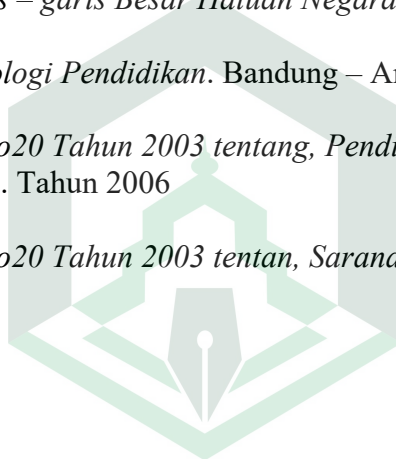 s – garis Besar Haluan Negara
ologi Pendidikan. Bandung – A
o20 Tahun 2003 tentang, Pendi
. Tahun 2006
o20 Tahun 2003 tentan, Sarana